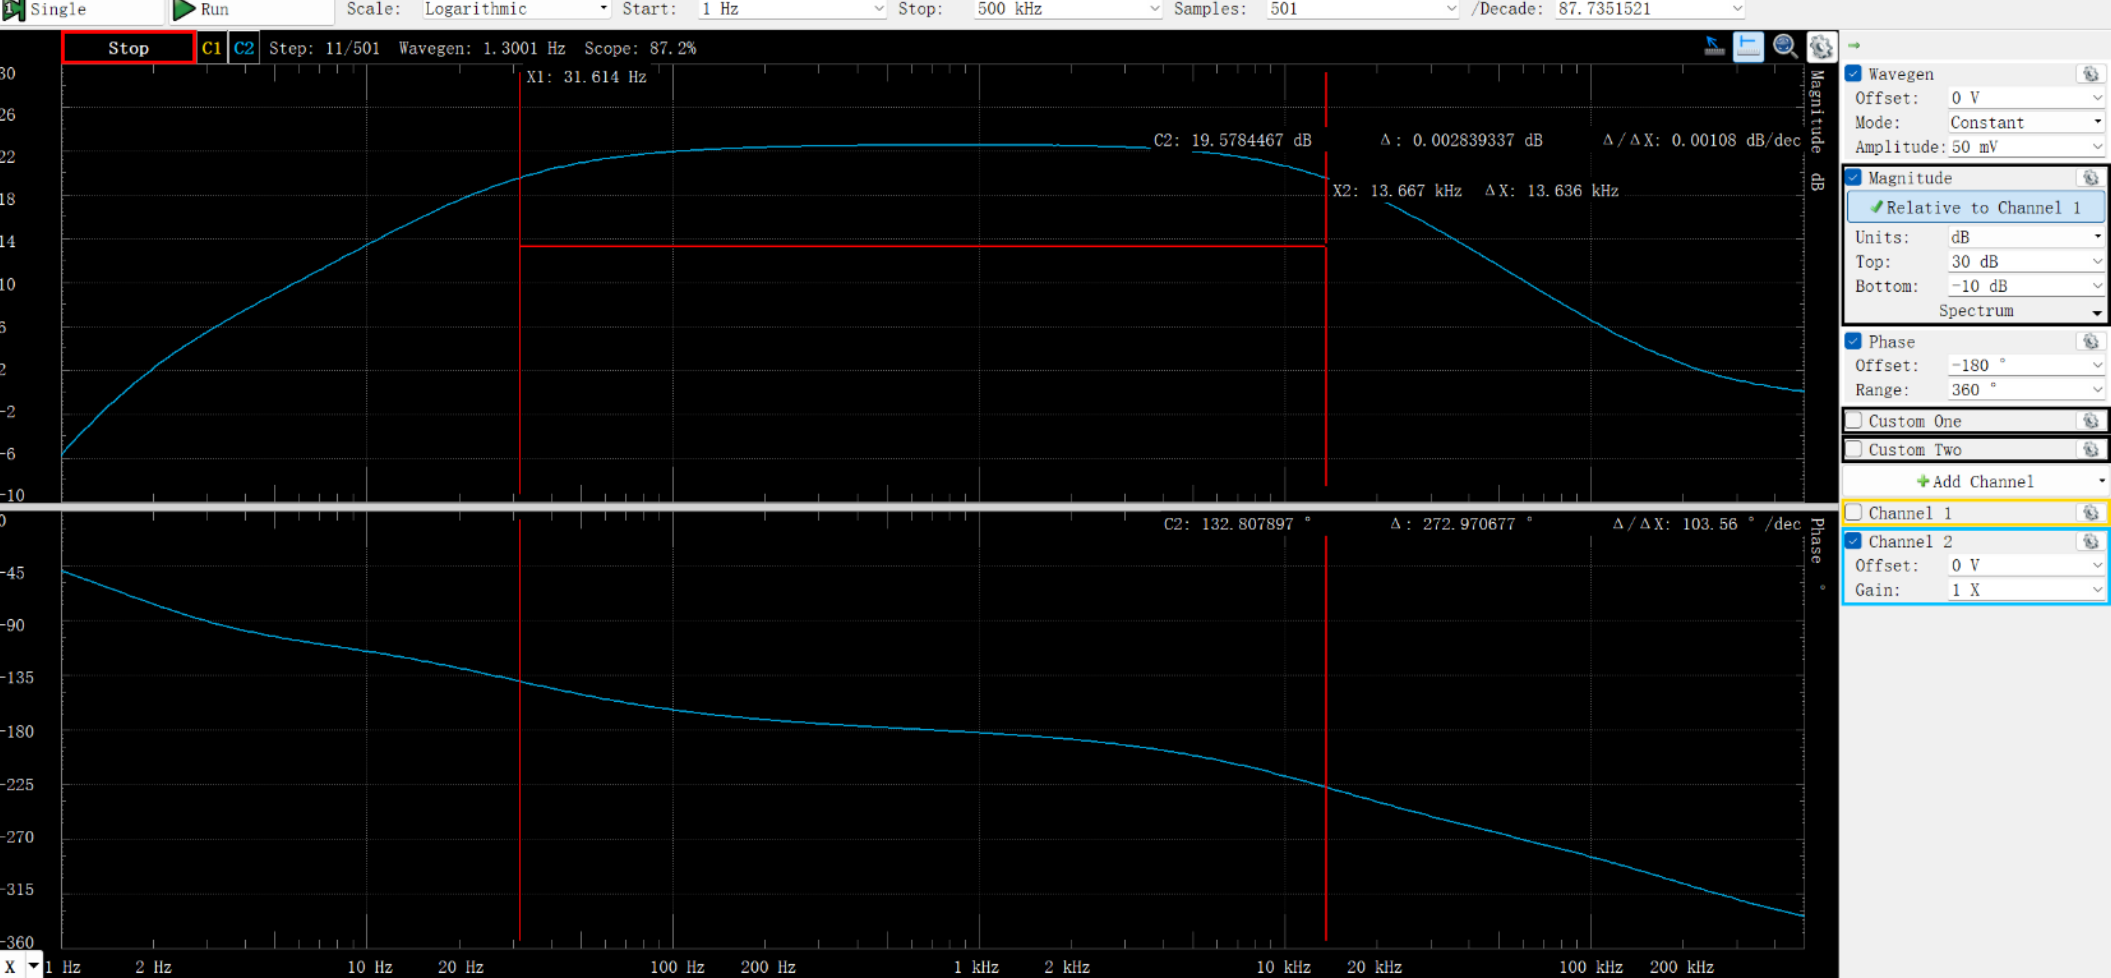 Single Run Scale: Logarithmic Start: 1 Hz Stop: 500 kHz Samples: 501 /Decade: 87.7351521
Stop C1 C2 Step: 11/501 Wavegen: 1.3001 Hz Scope: 87.2%
X1: 31.614 Hz
C2: 19.5784467 dB Δ: 0.002839337 dB Δ/ΔX: 0.00108 dB/dec
X2: 13.667 kHz ΔX: 13.636 kHz
30
26
22
18
14
10
6
2
-2
-6
-10
Magnitude dB
C2: 132.807897 ° Δ: 272.970677 ° Δ/ΔX: 103.56 ° /dec
0
-45
-90
-135
-180
-225
-270
-315
-360
Phase °
X 1 Hz 2 Hz 10 Hz 20 Hz 100 Hz 200 Hz 1 kHz 2 kHz 10 kHz 20 kHz 100 kHz 200 kHz
Wavegen
Offset: 0 V
Mode: Constant
Amplitude: 50 mV
Magnitude
Relative to Channel 1
Units: dB
Top: 30 dB
Bottom: -10 dB
Spectrum
Phase
Offset: -180 °
Range: 360 °
Custom One
Custom Two
Add Channel
Channel 1
Channel 2
Offset: 0 V
Gain: 1 X